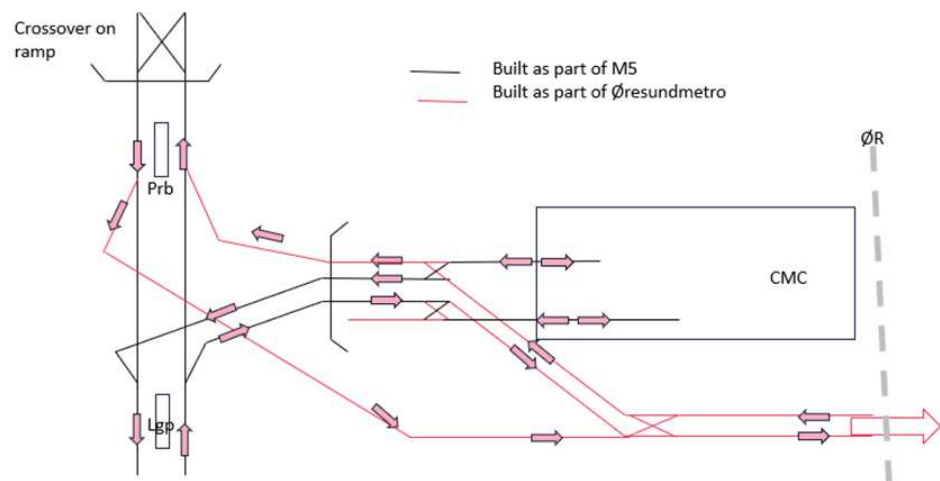 Crossover on
ramp
Built as part of M5
Built as part of Øresundmetro
ØR
Prb
CMC
Lgp